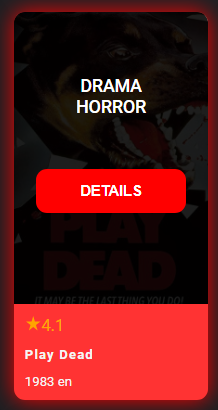 DRAMA
HORROR
DETAILS
PLAY
DEAD
IT MAY BE THE LAST THING YOU DO!
★4.1
Play Dead
1983 en